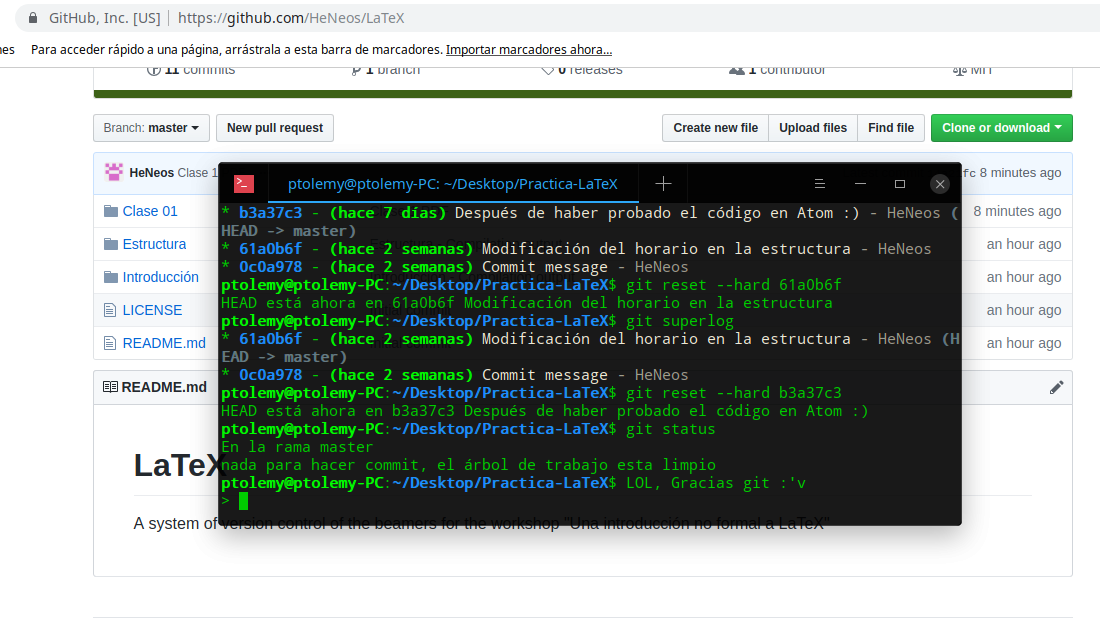 GitHub, Inc. [US] | https://github.com/HeNeos/LaTeX
nes Para acceder rápido a una página, arrástrala a esta barra de marcadores. Importar marcadores ahora...
11 commits 1 branch 0 releases 1 contributor MIT
Branch: master New pull request Create new file Upload files Find file Clone or download
HeNeos Clase 1 fc 8 minutes ago
Clase 01 8 minutes ago
Estructura an hour ago
Introducción an hour ago
LICENSE an hour ago
README.md an hour ago
README.md
LaTeX
A system of version control of the beamers for the workshop "Una introducción no formal a LaTeX"
>_ ptolemy@ptolemy-PC: ~/Desktop/Practica-LaTeX +
* b3a37c3 - (hace 7 días) Después de haber probado el código en Atom :) - HeNeos (
HEAD -> master)
* 61a0b6f - (hace 2 semanas) Modificación del horario en la estructura - HeNeos
* 0c0a978 - (hace 2 semanas) Commit message - HeNeos
ptolemy@ptolemy-PC:~/Desktop/Practica-LaTeX$ git reset --hard 61a0b6f
HEAD está ahora en 61a0b6f Modificación del horario en la estructura
ptolemy@ptolemy-PC:~/Desktop/Practica-LaTeX$ git superlog
* 61a0b6f - (hace 2 semanas) Modificación del horario en la estructura - HeNeos (H
EAD -> master)
* 0c0a978 - (hace 2 semanas) Commit message - HeNeos
ptolemy@ptolemy-PC:~/Desktop/Practica-LaTeX$ git reset --hard b3a37c3
HEAD está ahora en b3a37c3 Después de haber probado el código en Atom :)
ptolemy@ptolemy-PC:~/Desktop/Practica-LaTeX$ git status
En la rama master
nada para hacer commit, el árbol de trabajo esta limpio
ptolemy@ptolemy-PC:~/Desktop/Practica-LaTeX$ LOL, Gracias git :'v
>